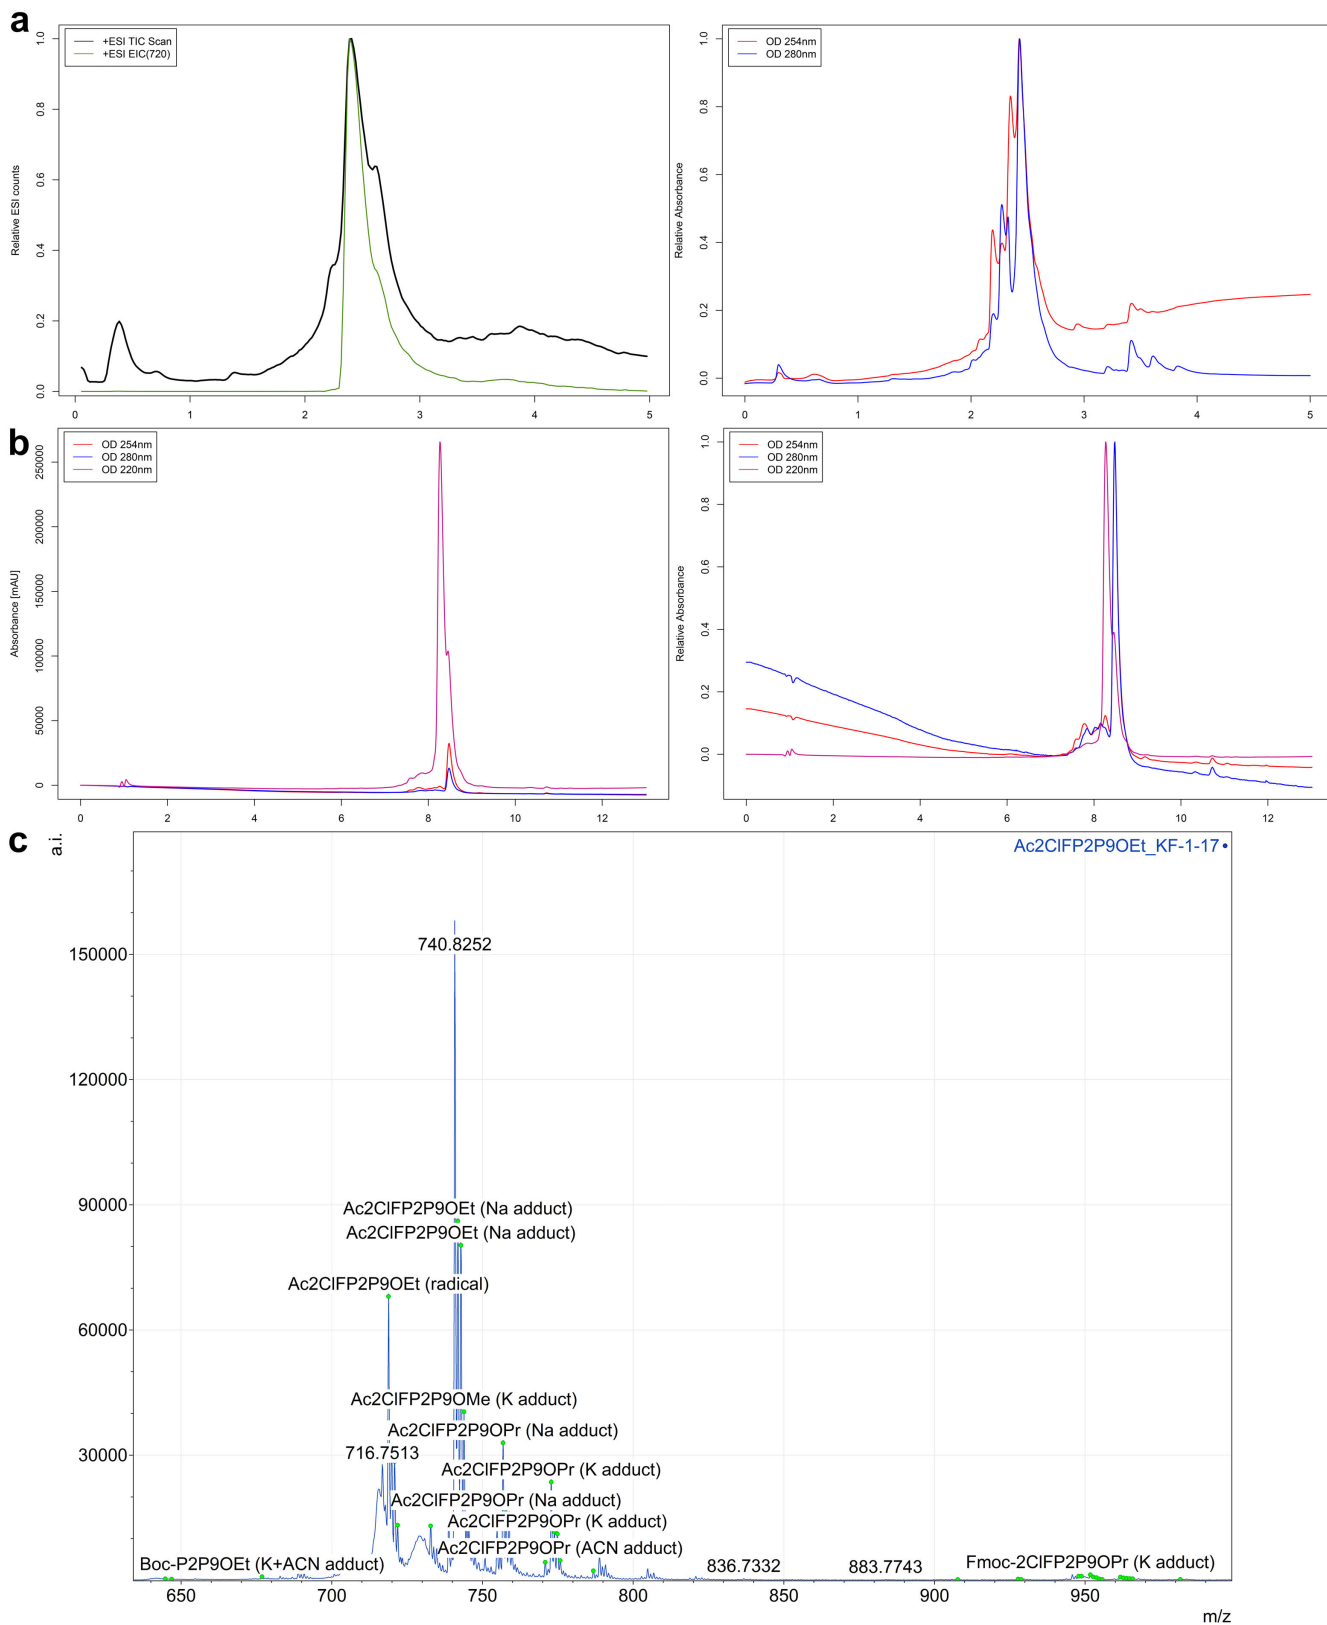 a
+ESI TIC Scan
+ESI EIC(720)
Relative ESI counts
0.0
0.2
0.4
0.6
0.8
1.0
0
1
2
3
4
5
OD 254nm
OD 280nm
Relative Absorbance
0.0
0.2
0.4
0.6
0.8
1.0
0
1
2
3
4
5
b
OD 254nm
OD 280nm
OD 220nm
Absorbance [mAU]
0
50000
100000
150000
200000
250000
0
2
4
6
8
10
12
OD 254nm
OD 280nm
OD 220nm
Relative Absorbance
0.0
0.2
0.4
0.6
0.8
1.0
0
2
4
6
8
10
12
c
a.i.
Ac2ClFP2P9OEt_KF-1-17
150000
120000
90000
60000
30000
740.8252
Ac2ClFP2P9OEt (Na adduct)
Ac2ClFP2P9OEt (Na adduct)
Ac2ClFP2P9OEt (radical)
Ac2ClFP2P9OMe (K adduct)
Ac2ClFP2P9OPr (Na adduct)
716.7513
Ac2ClFP2P9OPr (K adduct)
Ac2ClFP2P9OPr (Na adduct)
Ac2ClFP2P9OPr (K adduct)
Ac2ClFP2P9OPr (ACN adduct)
Boc-P2P9OEt (K+ACN adduct)
836.7332
883.7743
Fmoc-2ClFP2P9OPr (K adduct)
650
700
750
800
850
900
950
m/z